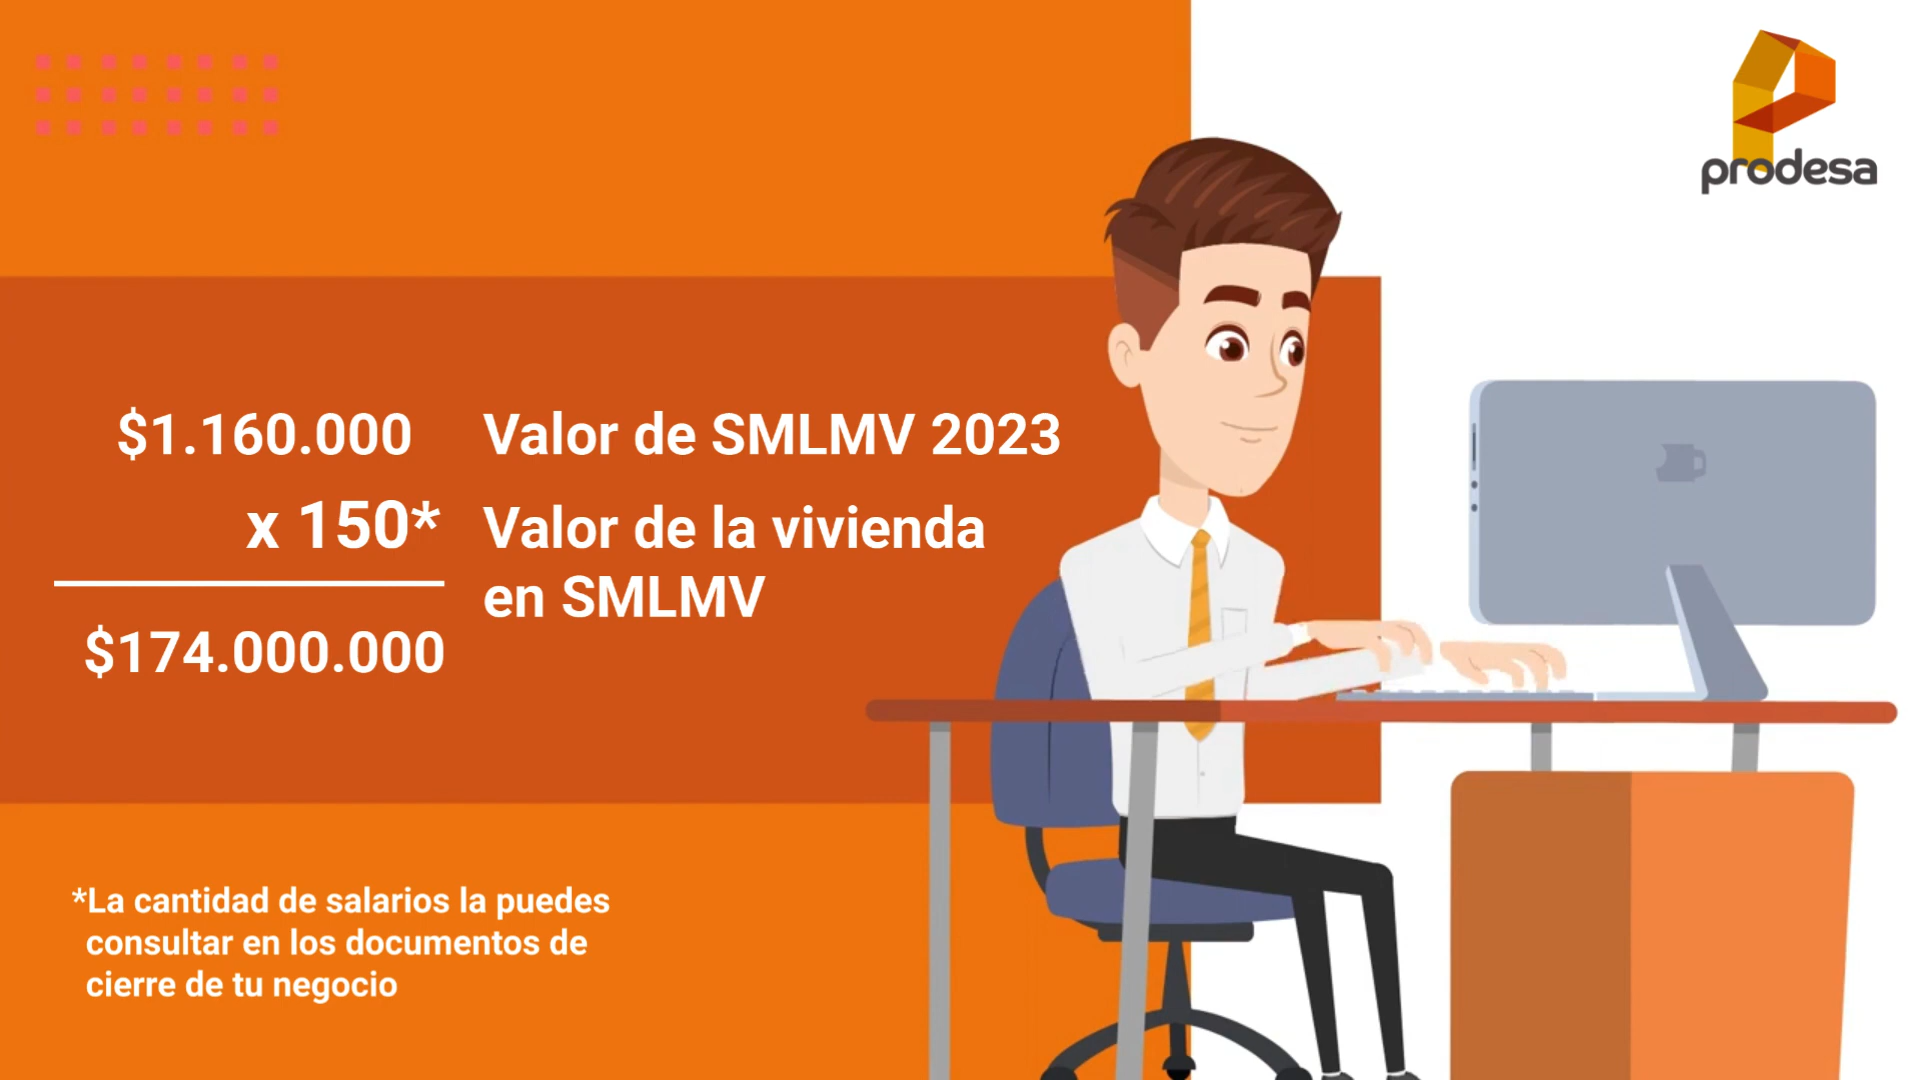 prodesa
$1.160.000 Valor de SMLMV 2023
x 150* Valor de la vivienda
en SMLMV
$174.000.000
*La cantidad de salarios la puedes
consultar en los documentos de
cierre de tu negocio